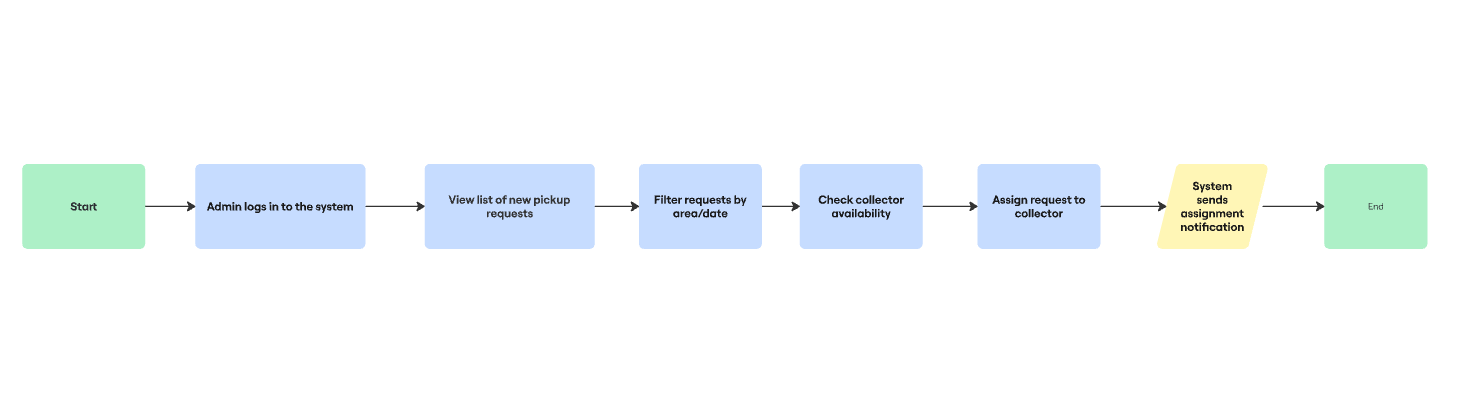 Start
Admin logs in to the system
View list of new pickup
requests
Filter requests by
area/date
Check collector
availability
Assign request to
collector
System
sends
assignment
notification
End